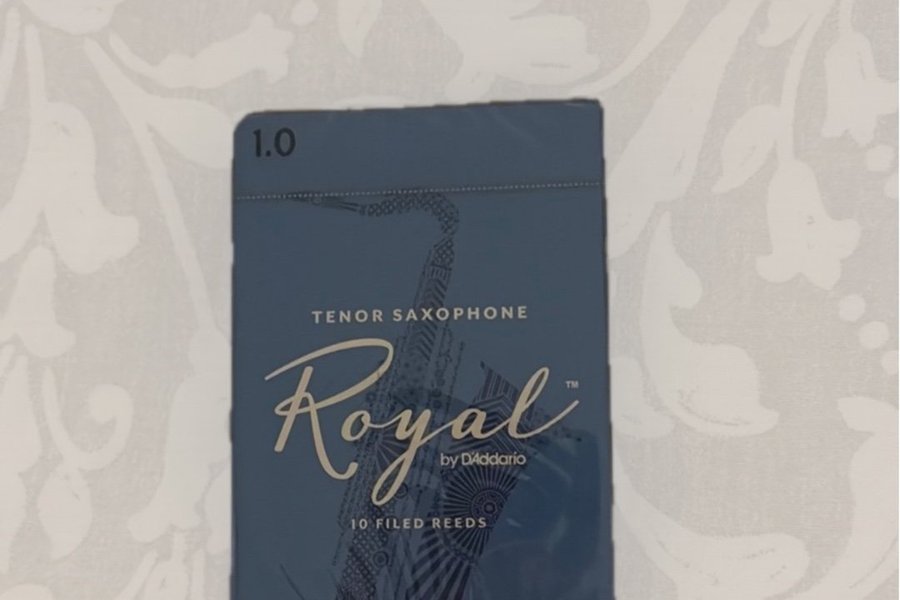 1.0
TENOR SAXOPHONE
Royal™
by D'Addario
10 FILED REEDS